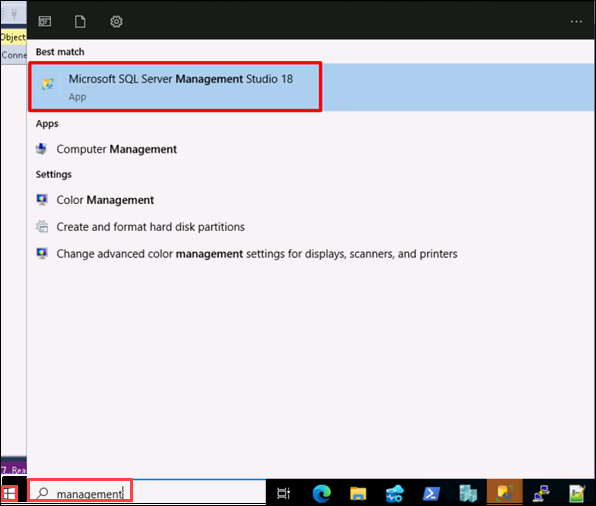 Object
Conne
Best match
Microsoft SQL Server Management Studio 18
App
Apps
Computer Management
Settings
Color Management
Create and format hard disk partitions
Change advanced color management settings for displays, scanners, and printers
Rea
management